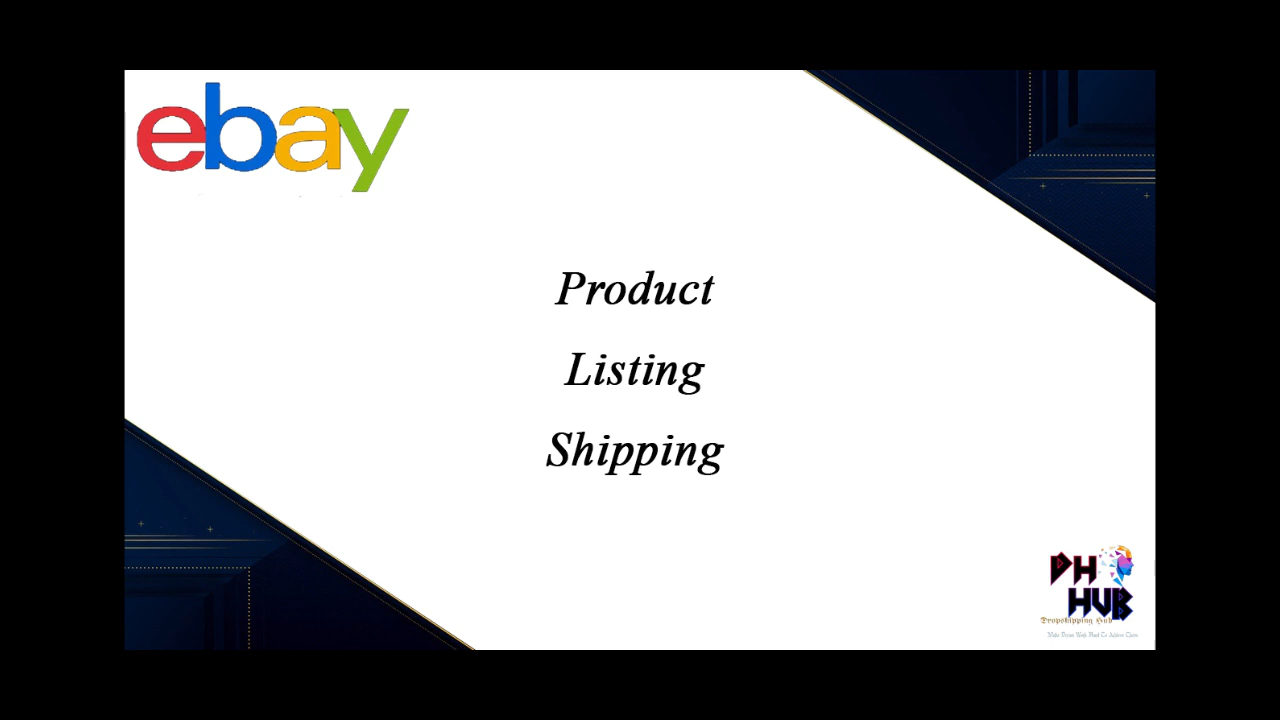 ebay
Product
Listing
Shipping
DH
HUB
Dropshipping Hub